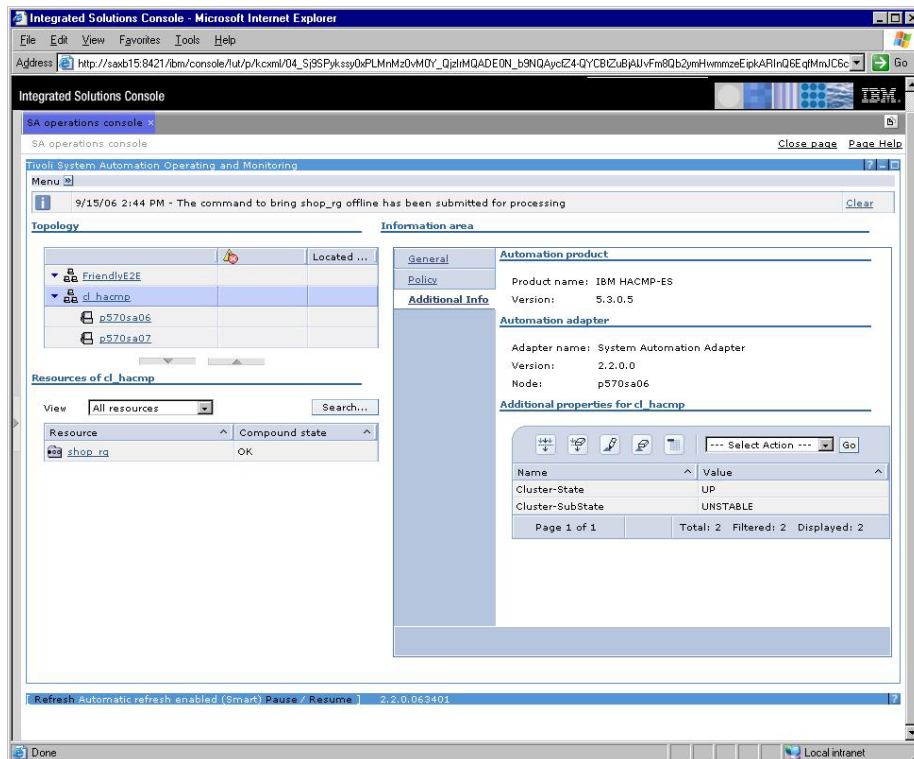 Integrated Solutions Console - Microsoft Internet Explorer
File Edit View Favorites Tools Help
Address http://saxb15:8421/ibm/console/lut/p/kcxml/ Go
Integrated Solutions Console IBM.
SA operations console ×
SA operations console Close page Page Help
Tivoli System Automation Operating and Monitoring ?
Menu
9/15/06 2:44 PM - The command to bring shop_rg offline has been submitted for processing Clear
Topology
Located ...
FriendlyE2E
cl_hacmp
p570sa06
p570sa07
Resources of cl_hacmp
View All resources Search...
Resource Compound state
shop_rg OK
Information area
General
Policy
Additional Info
Automation product
Product name: IBM HACMP-ES
Version: 5.3.0.5
Automation adapter
Adapter name: System Automation Adapter
Version: 2.2.0.0
Node: p570sa06
Additional properties for cl_hacmp
--- Select Action --- Go
Name Value
Cluster-State UP
Cluster-SubState UNSTABLE
Page 1 of 1 Total: 2 Filtered: 2 Displayed: 2
[ Refresh Automatic refresh enabled (Smart) Pause / Resume ] 2.2.0.063401 ?
Done Local intranet